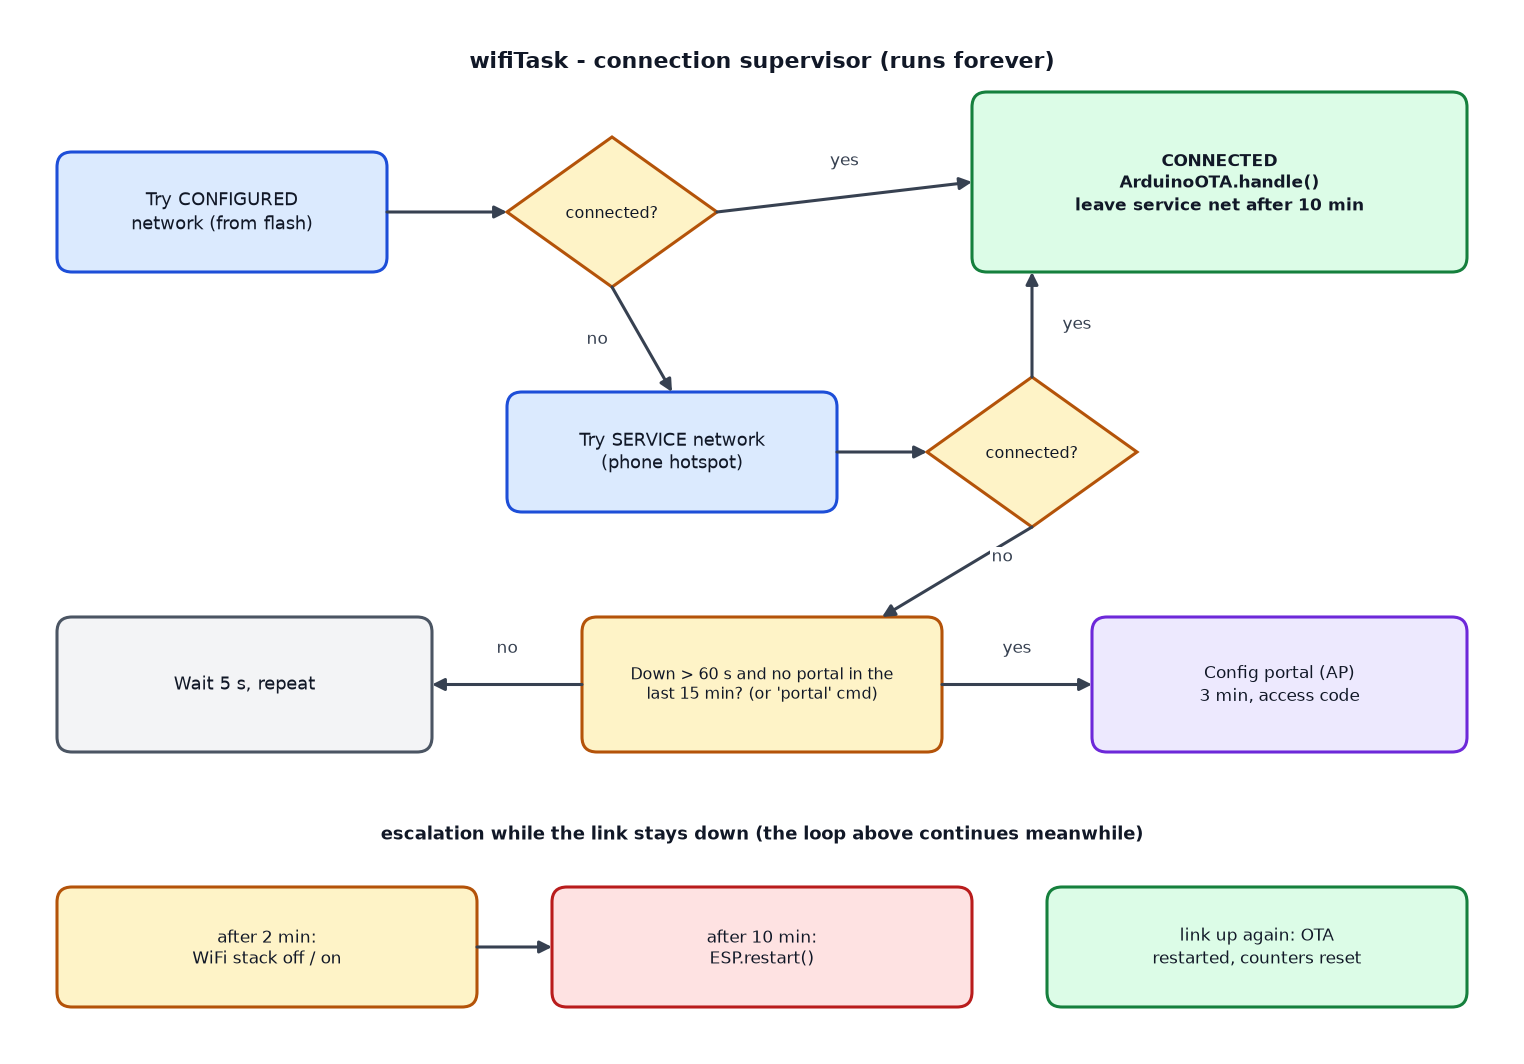 wifiTask - connection supervisor (runs forever)
Try CONFIGURED
network (from flash)
connected?
yes
CONNECTED
ArduinoOTA.handle()
leave service net after 10 min
no
Try SERVICE network
(phone hotspot)
connected?
yes
no
Wait 5 s, repeat
no
Down > 60 s and no portal in the
last 15 min? (or 'portal' cmd)
yes
Config portal (AP)
3 min, access code
escalation while the link stays down (the loop above continues meanwhile)
after 2 min:
WiFi stack off / on
after 10 min:
ESP.restart()
link up again: OTA
restarted, counters reset